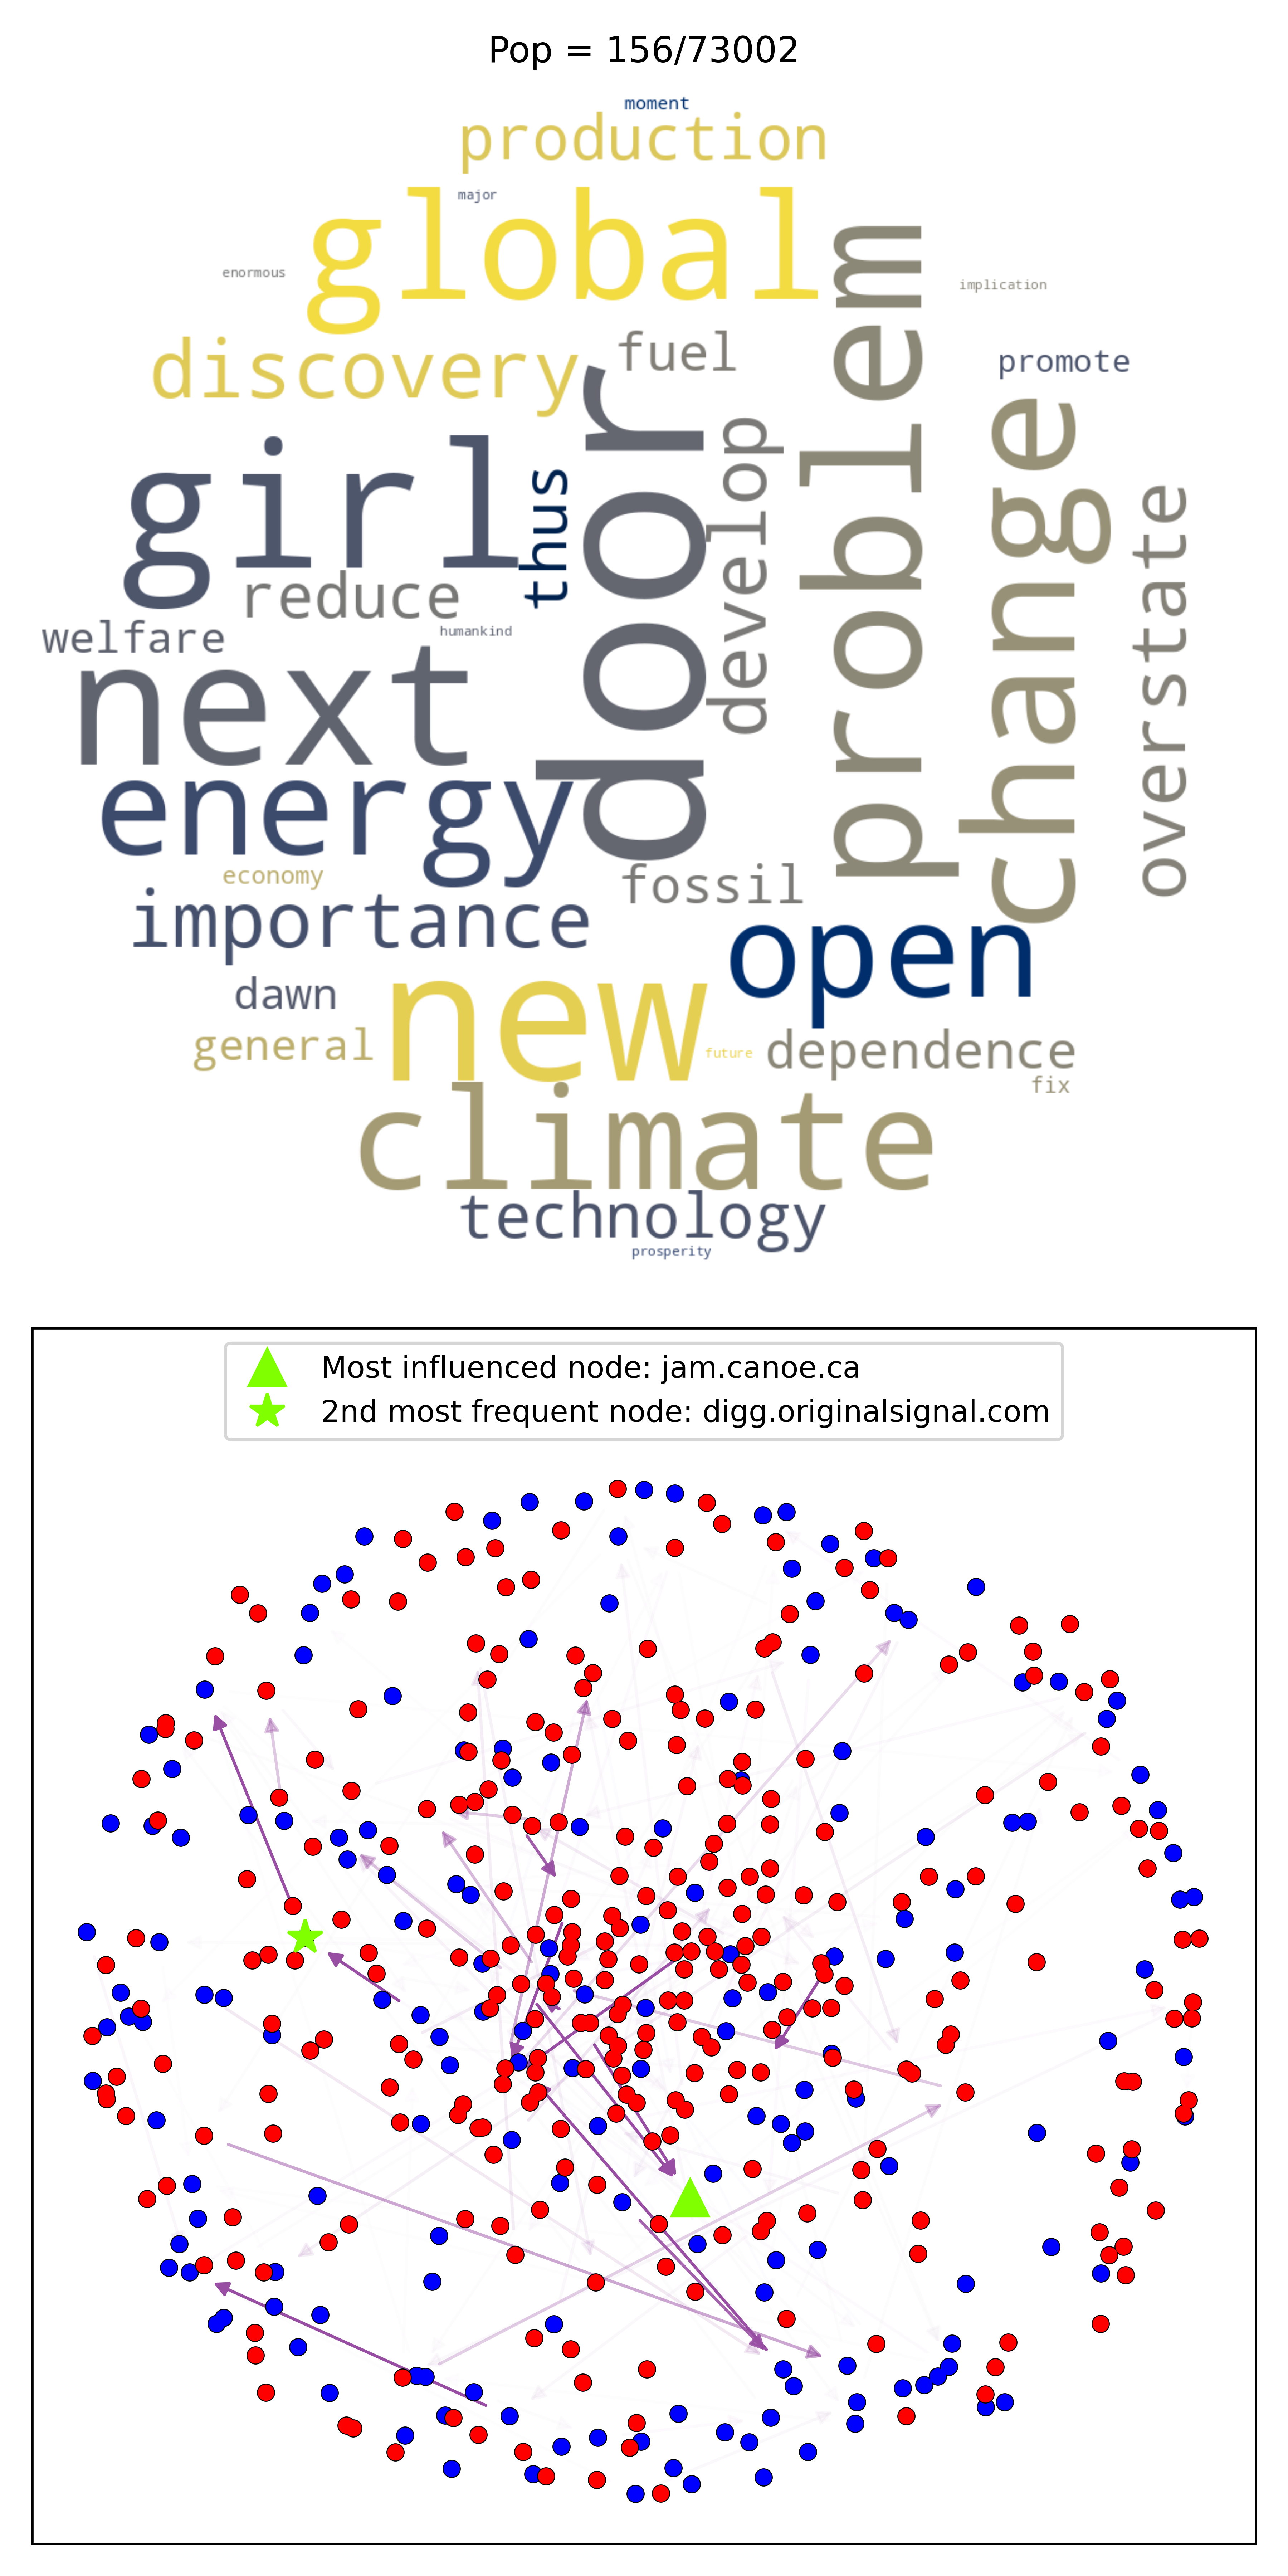 Pop = 156/73002
moment
production
major
global
enormous
implication
problem
discovery
fuel
promote
door
change
girl
thus
develop
overstate
reduce
welfare
humankind
next
energy
economy
fossil
importance
open
dawn
new
general
future
dependence
fix
climate
technology
prosperity
Most influenced node: jam.canoe.ca
2nd most frequent node: digg.originalsignal.com